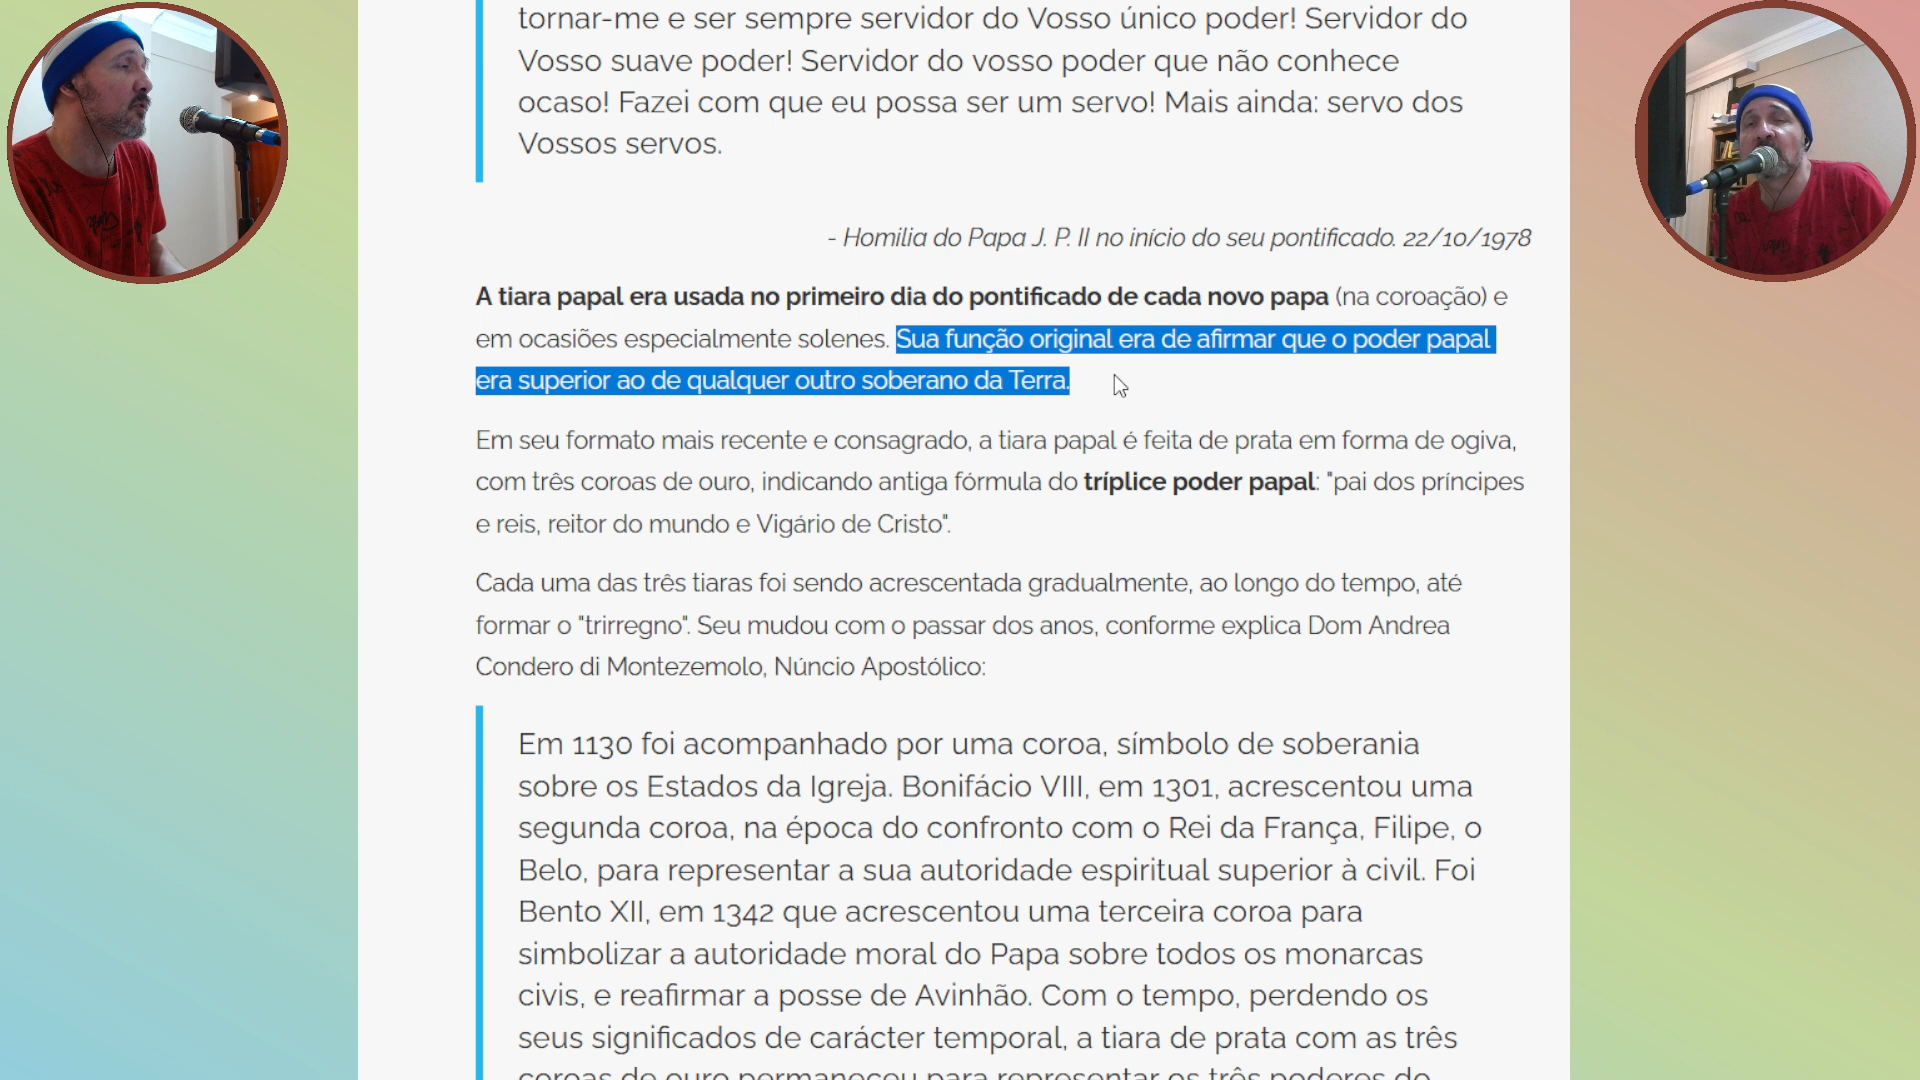 tornar-me e ser sempre servidor do Vosso único poder! Servidor do
Vosso suave poder! Servidor do vosso poder que não conhece
ocaso! Fazei com que eu possa ser um servo! Mais ainda: servo dos
Vossos servos.
- Homilia do Papa J. P. II no início do seu pontificado. 22/10/1978
A tiara papal era usada no primeiro dia do pontificado de cada novo papa (na coroação) e
em ocasiões especialmente solenes. Sua função original era de afirmar que o poder papal
era superior ao de qualquer outro soberano da Terra.
Em seu formato mais recente e consagrado, a tiara papal é feita de prata em forma de ogiva,
com três coroas de ouro, indicando antiga fórmula do tríplice poder papal: "pai dos príncipes
e reis, reitor do mundo e Vigário de Cristo".
Cada uma das três tiaras foi sendo acrescentada gradualmente, ao longo do tempo, até
formar o "trirregno". Seu mudou com o passar dos anos, conforme explica Dom Andrea
Condero di Montezemolo, Núncio Apostólico:
Em 1130 foi acompanhado por uma coroa, símbolo de soberania
sobre os Estados da Igreja. Bonifácio VIII, em 1301, acrescentou uma
segunda coroa, na época do confronto com o Rei da França, Filipe, o
Belo, para representar a sua autoridade espiritual superior à civil. Foi
Bento XII, em 1342 que acrescentou uma terceira coroa para
simbolizar a autoridade moral do Papa sobre todos os monarcas
civis, e reafirmar a posse de Avinhão. Com o tempo, perdendo os
seus significados de carácter temporal, a tiara de prata com as três
coroas de ouro permaneceu para representar os três poderes do